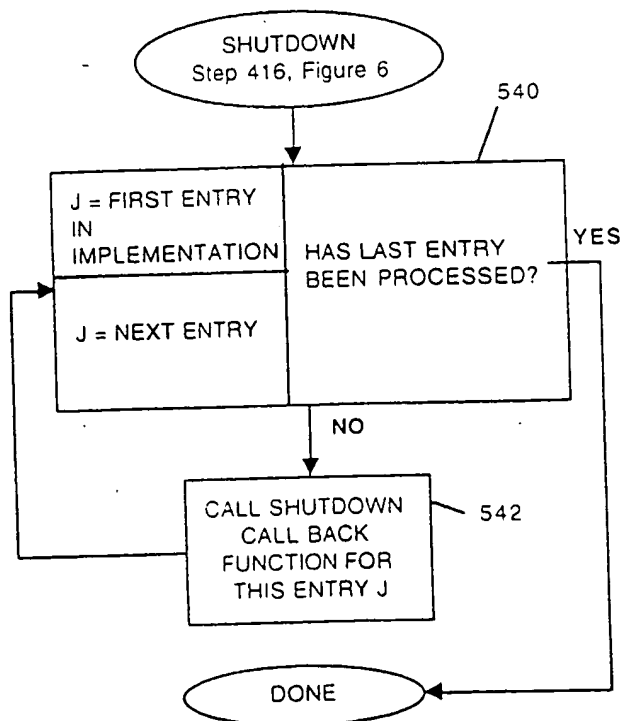 SHUTDOWN
Step 416, Figure 6
540
J = FIRST ENTRY
IN
IMPLEMENTATION
HAS LAST ENTRY
BEEN PROCESSED?
YES
J = NEXT ENTRY
NO
CALL SHUTDOWN
CALL BACK
FUNCTION FOR
THIS ENTRY J
542
DONE